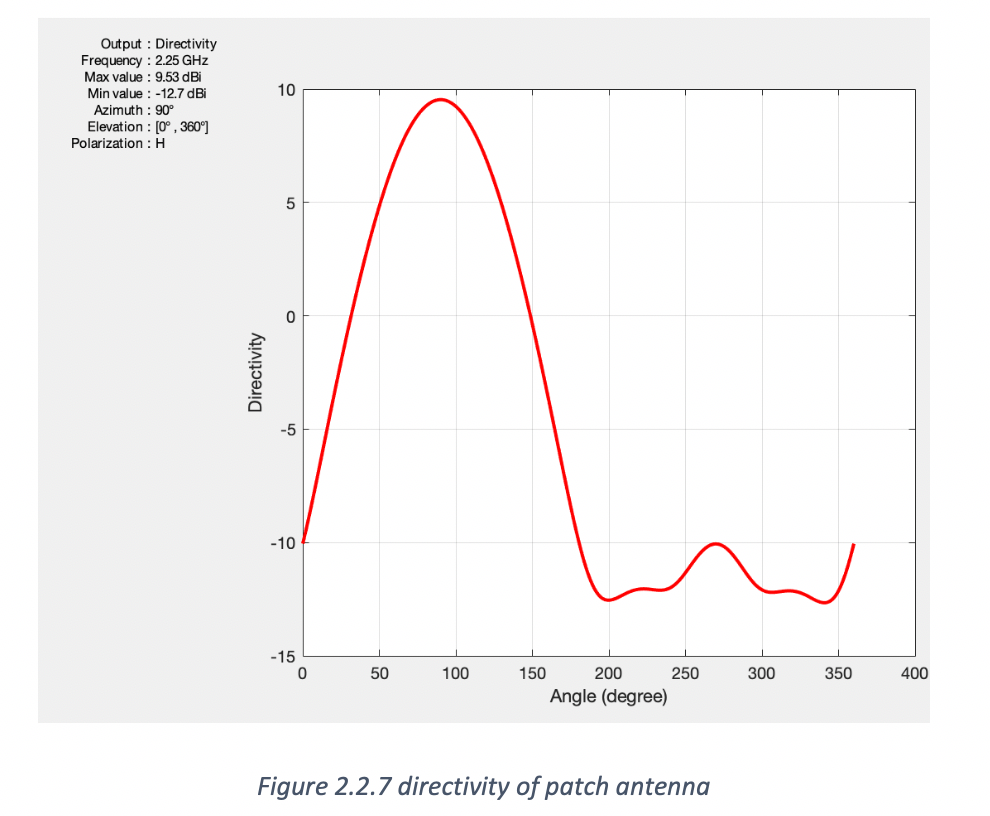 Output : Directivity
Frequency : 2.25 GHz
Max value : 9.53 dBi
Min value : -12.7 dBi
Azimuth : 90°
Elevation : [0° , 360°]
Polarization : H
10
5
0
-5
-10
-15
Directivity
0 50 100 150 200 250 300 350 400
Angle (degree)
Figure 2.2.7 directivity of patch antenna